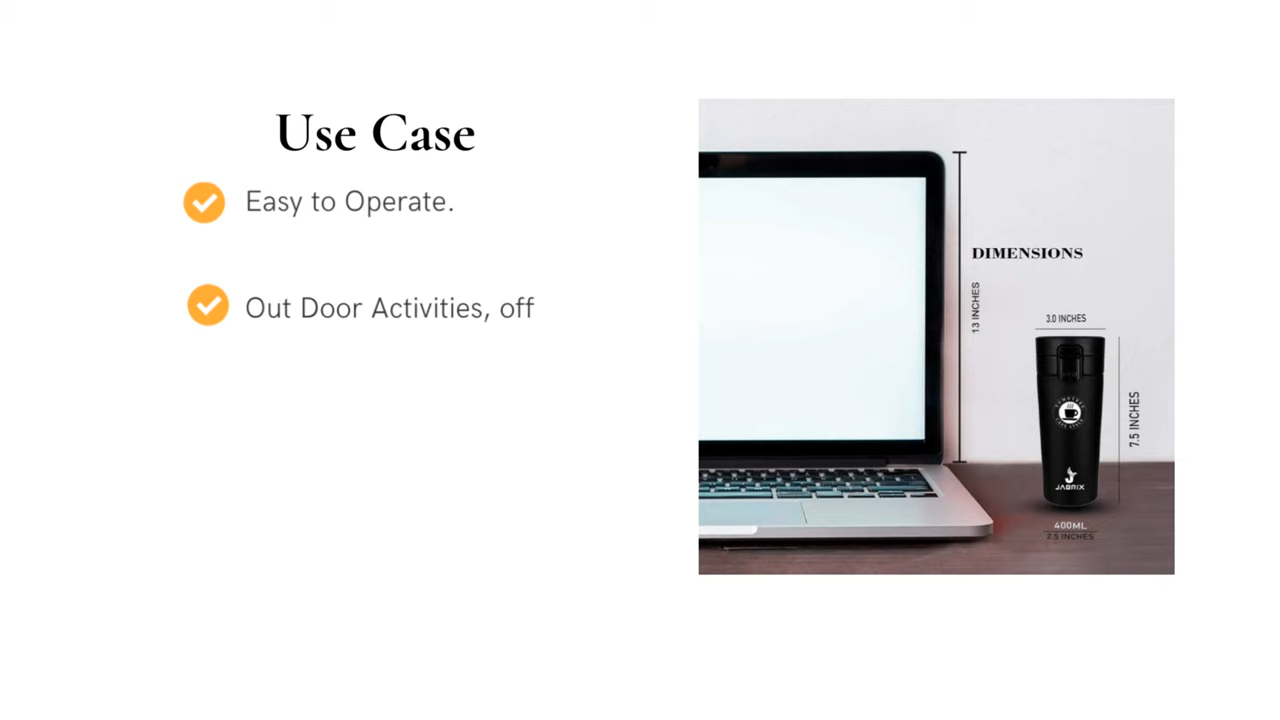 Use Case
Easy to Operate.
Out Door Activities, off
DIMENSIONS
13 INCHES
3.0 INCHES
7.5 INCHES
JABRIX
400ML
2.5 INCHES